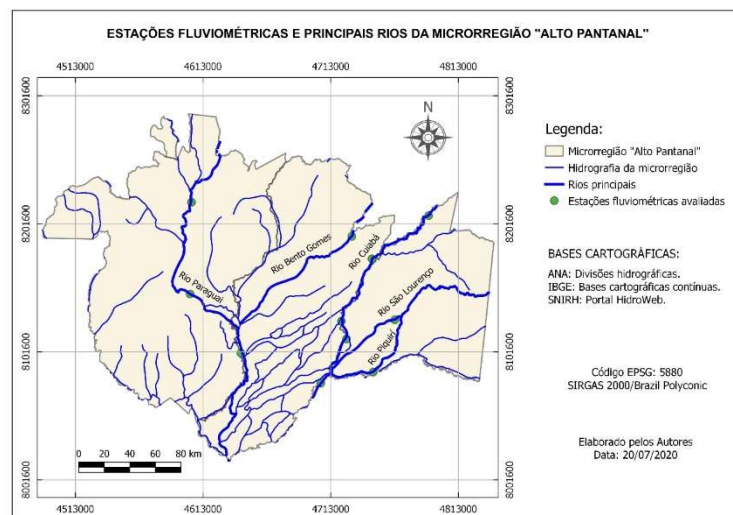 ESTAÇÕES FLUVIOMÉTRICAS E PRINCIPAIS RIOS DA MICRORREGIÃO "ALTO PANTANAL"
4513000 4613000 4713000 4813000
8301600 8301600
N
8201600 8201600
Rio Bento Gomes
Rio Cuiabá
Rio Paraguai
Rio São Lourenço
Rio Piquiri
8101600 8101600
0 20 40 60 80 km
8001600 8001600
4513000 4613000 4713000 4813000
Legenda:
Microrregião "Alto Pantanal"
Hidrografia da microrregião
Rios principais
Estações fluviométricas avaliadas
BASES CARTOGRÁFICAS:
ANA: Divisões hidrográficas.
IBGE: Bases cartográficas contínuas.
SNIRH: Portal HidroWeb.
Código EPSG: 5880
SIRGAS 2000/Brazil Polyconic
Elaborado pelos Autores
Data: 20/07/2020